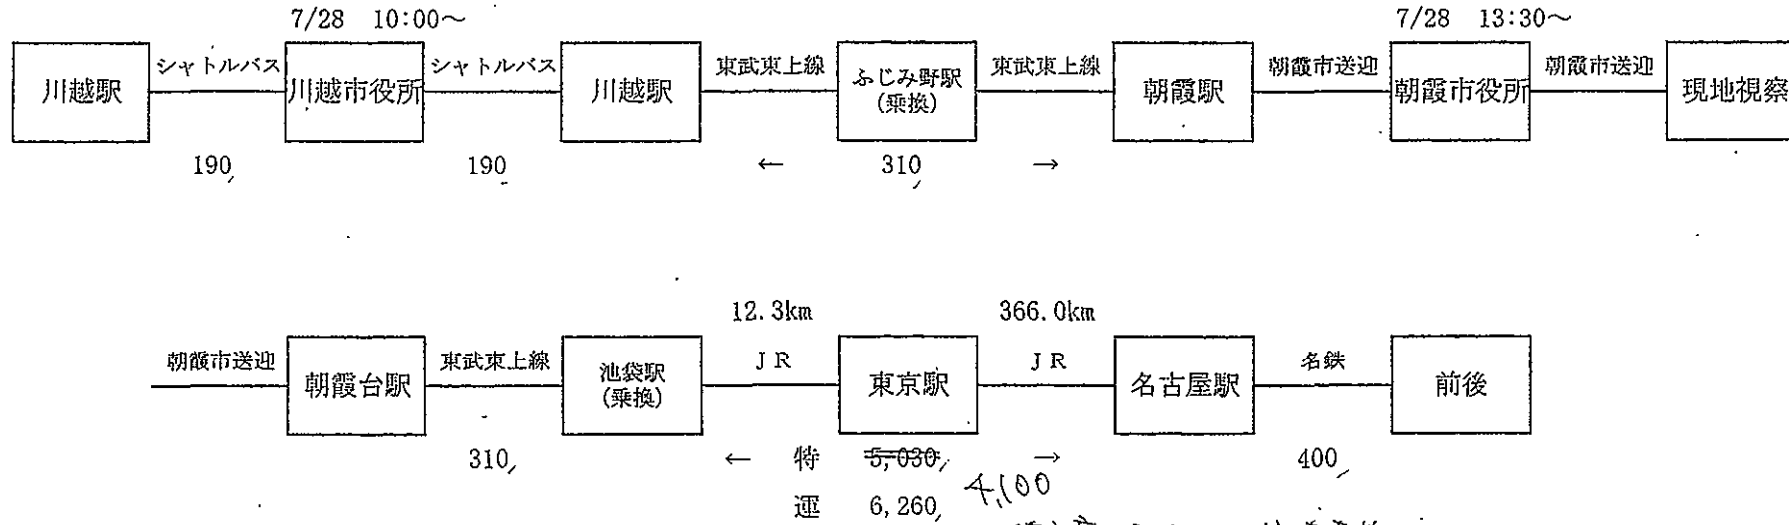 7/28 10:00～ 7/28 13:30～
川越駅 シャトルバス 川越市役所 シャトルバス 川越駅 東武東上線 ふじみ野駅 (乗換) 東武東上線 朝霞駅 朝霞市送迎 朝霞市役所 朝霞市送迎 現地視察
190, 190 ← 310, →
12.3km 366.0km
朝霞市送迎 朝霞台駅 東武東上線 池袋駅 (乗換) JR 東京駅 JR 名古屋駅 名鉄 前後
310, ← 特 5,030, → 400,
運 6,260, 4,100